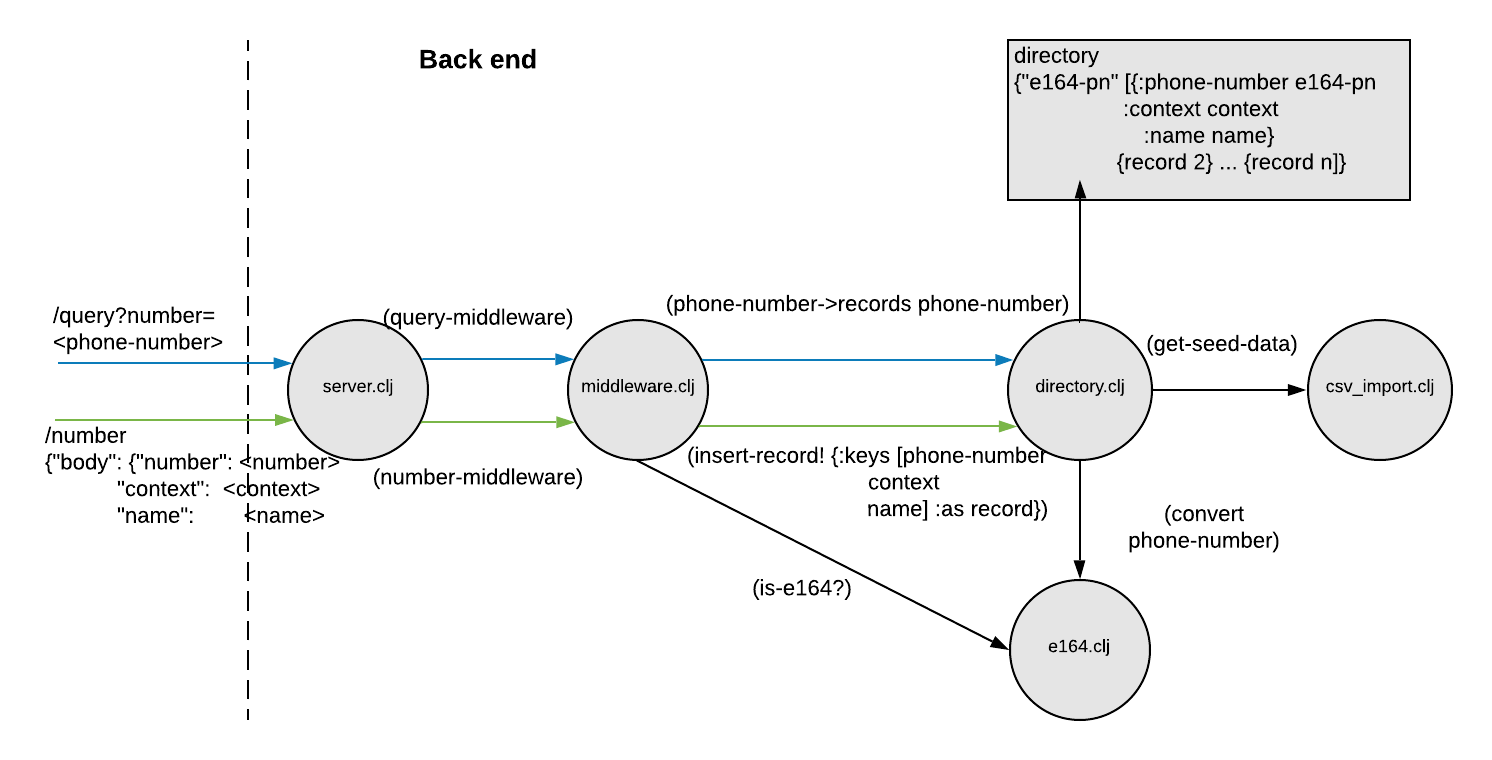 Back end
directory
{"e164-pn" [{:phone-number e164-pn
:context context
:name name}
{record 2} ... {record n]}
/query?number=
<phone-number>
(query-middleware)
(phone-number->records phone-number)
(get-seed-data)
server.clj
middleware.clj
directory.clj
csv_import.clj
/number
{"body": {"number": <number>
"context": <context>
"name": <name>
(number-middleware)
(insert-record! {:keys [phone-number
context
name] :as record})
(convert
phone-number)
(is-e164?)
e164.clj